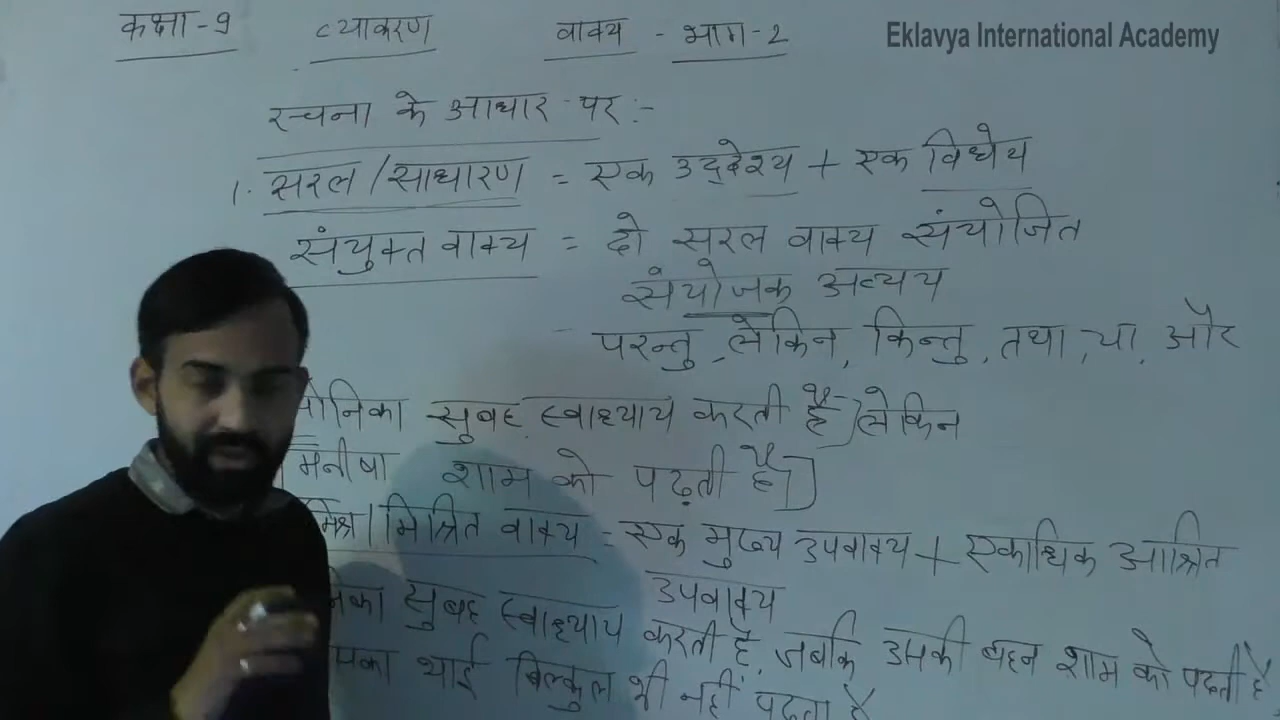 कक्षा-9 व्याकरण वाक्य - भाग-2
Eklavya International Academy
रचना के आधार पर :-
1. सरल/साधारण = एक उद्देश्य + एक विधेय
संयुक्त वाक्य = दो सरल वाक्य संयोजित
संयोजक अव्यय
परन्तु, लेकिन, किन्तु, तथा, या, और
सुबह स्वाध्याय करती है) लेकिन
[मनीषा शाम को पढ़ती है]
मिश्र/मिश्रित वाक्य = एक मुख्य उपवाक्य + एकाधिक आश्रित
उपवाक्य
सुबह स्वाध्याय करती है, जबकि उसकी बहन शाम को पढती है
भाई बिल्कुल भी नहीं पढता है